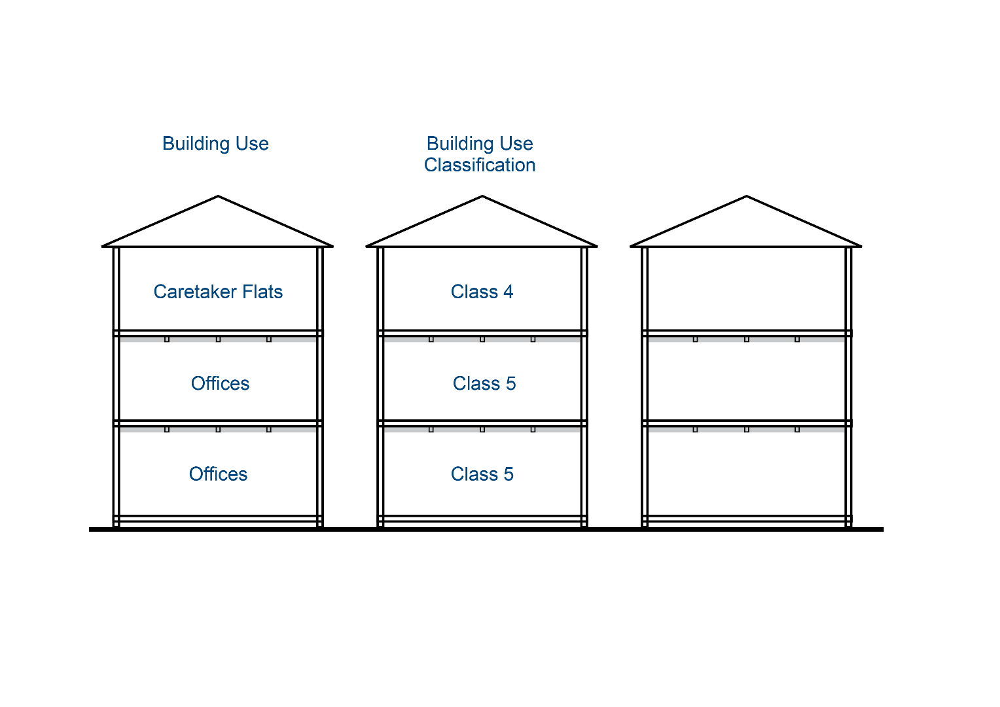 Building Use
Building Use
Classification
Caretaker Flats
Class 4
Offices
Class 5
Offices
Class 5